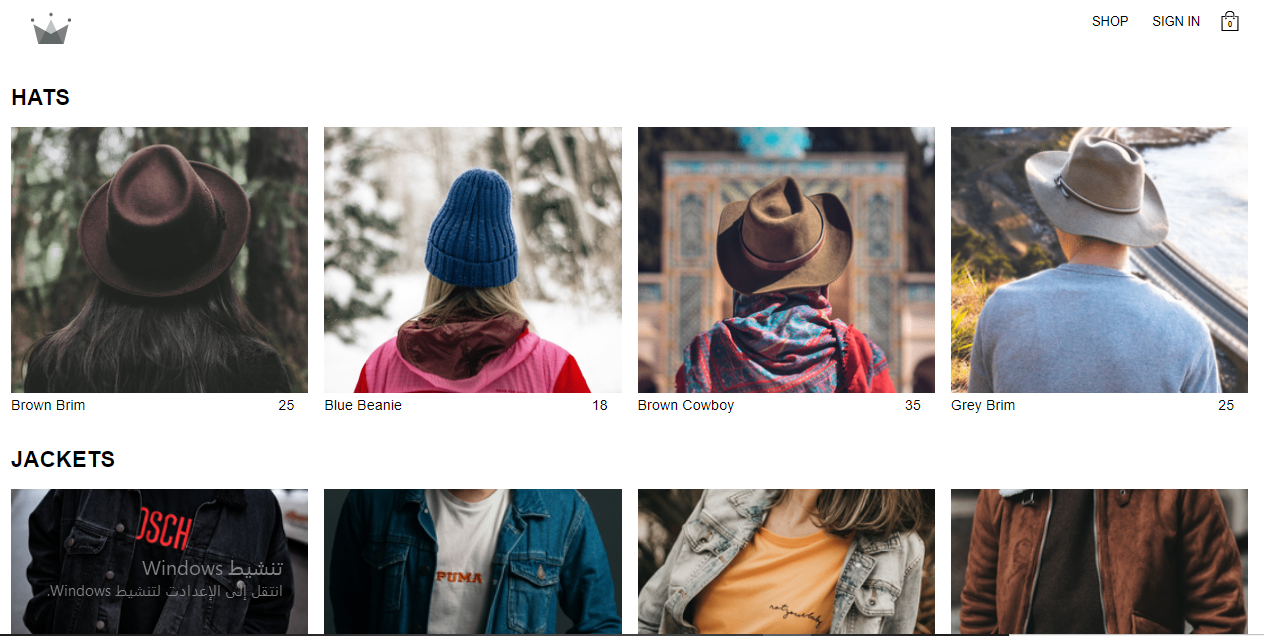 SHOP SIGN IN 0
HATS
Brown Brim 25
Blue Beanie 18
Brown Cowboy 35
Grey Brim 25
JACKETS
OSCH
PUMA
تنشيط Windows
انتقل إلى الإعدادت لتنشيط Windows.